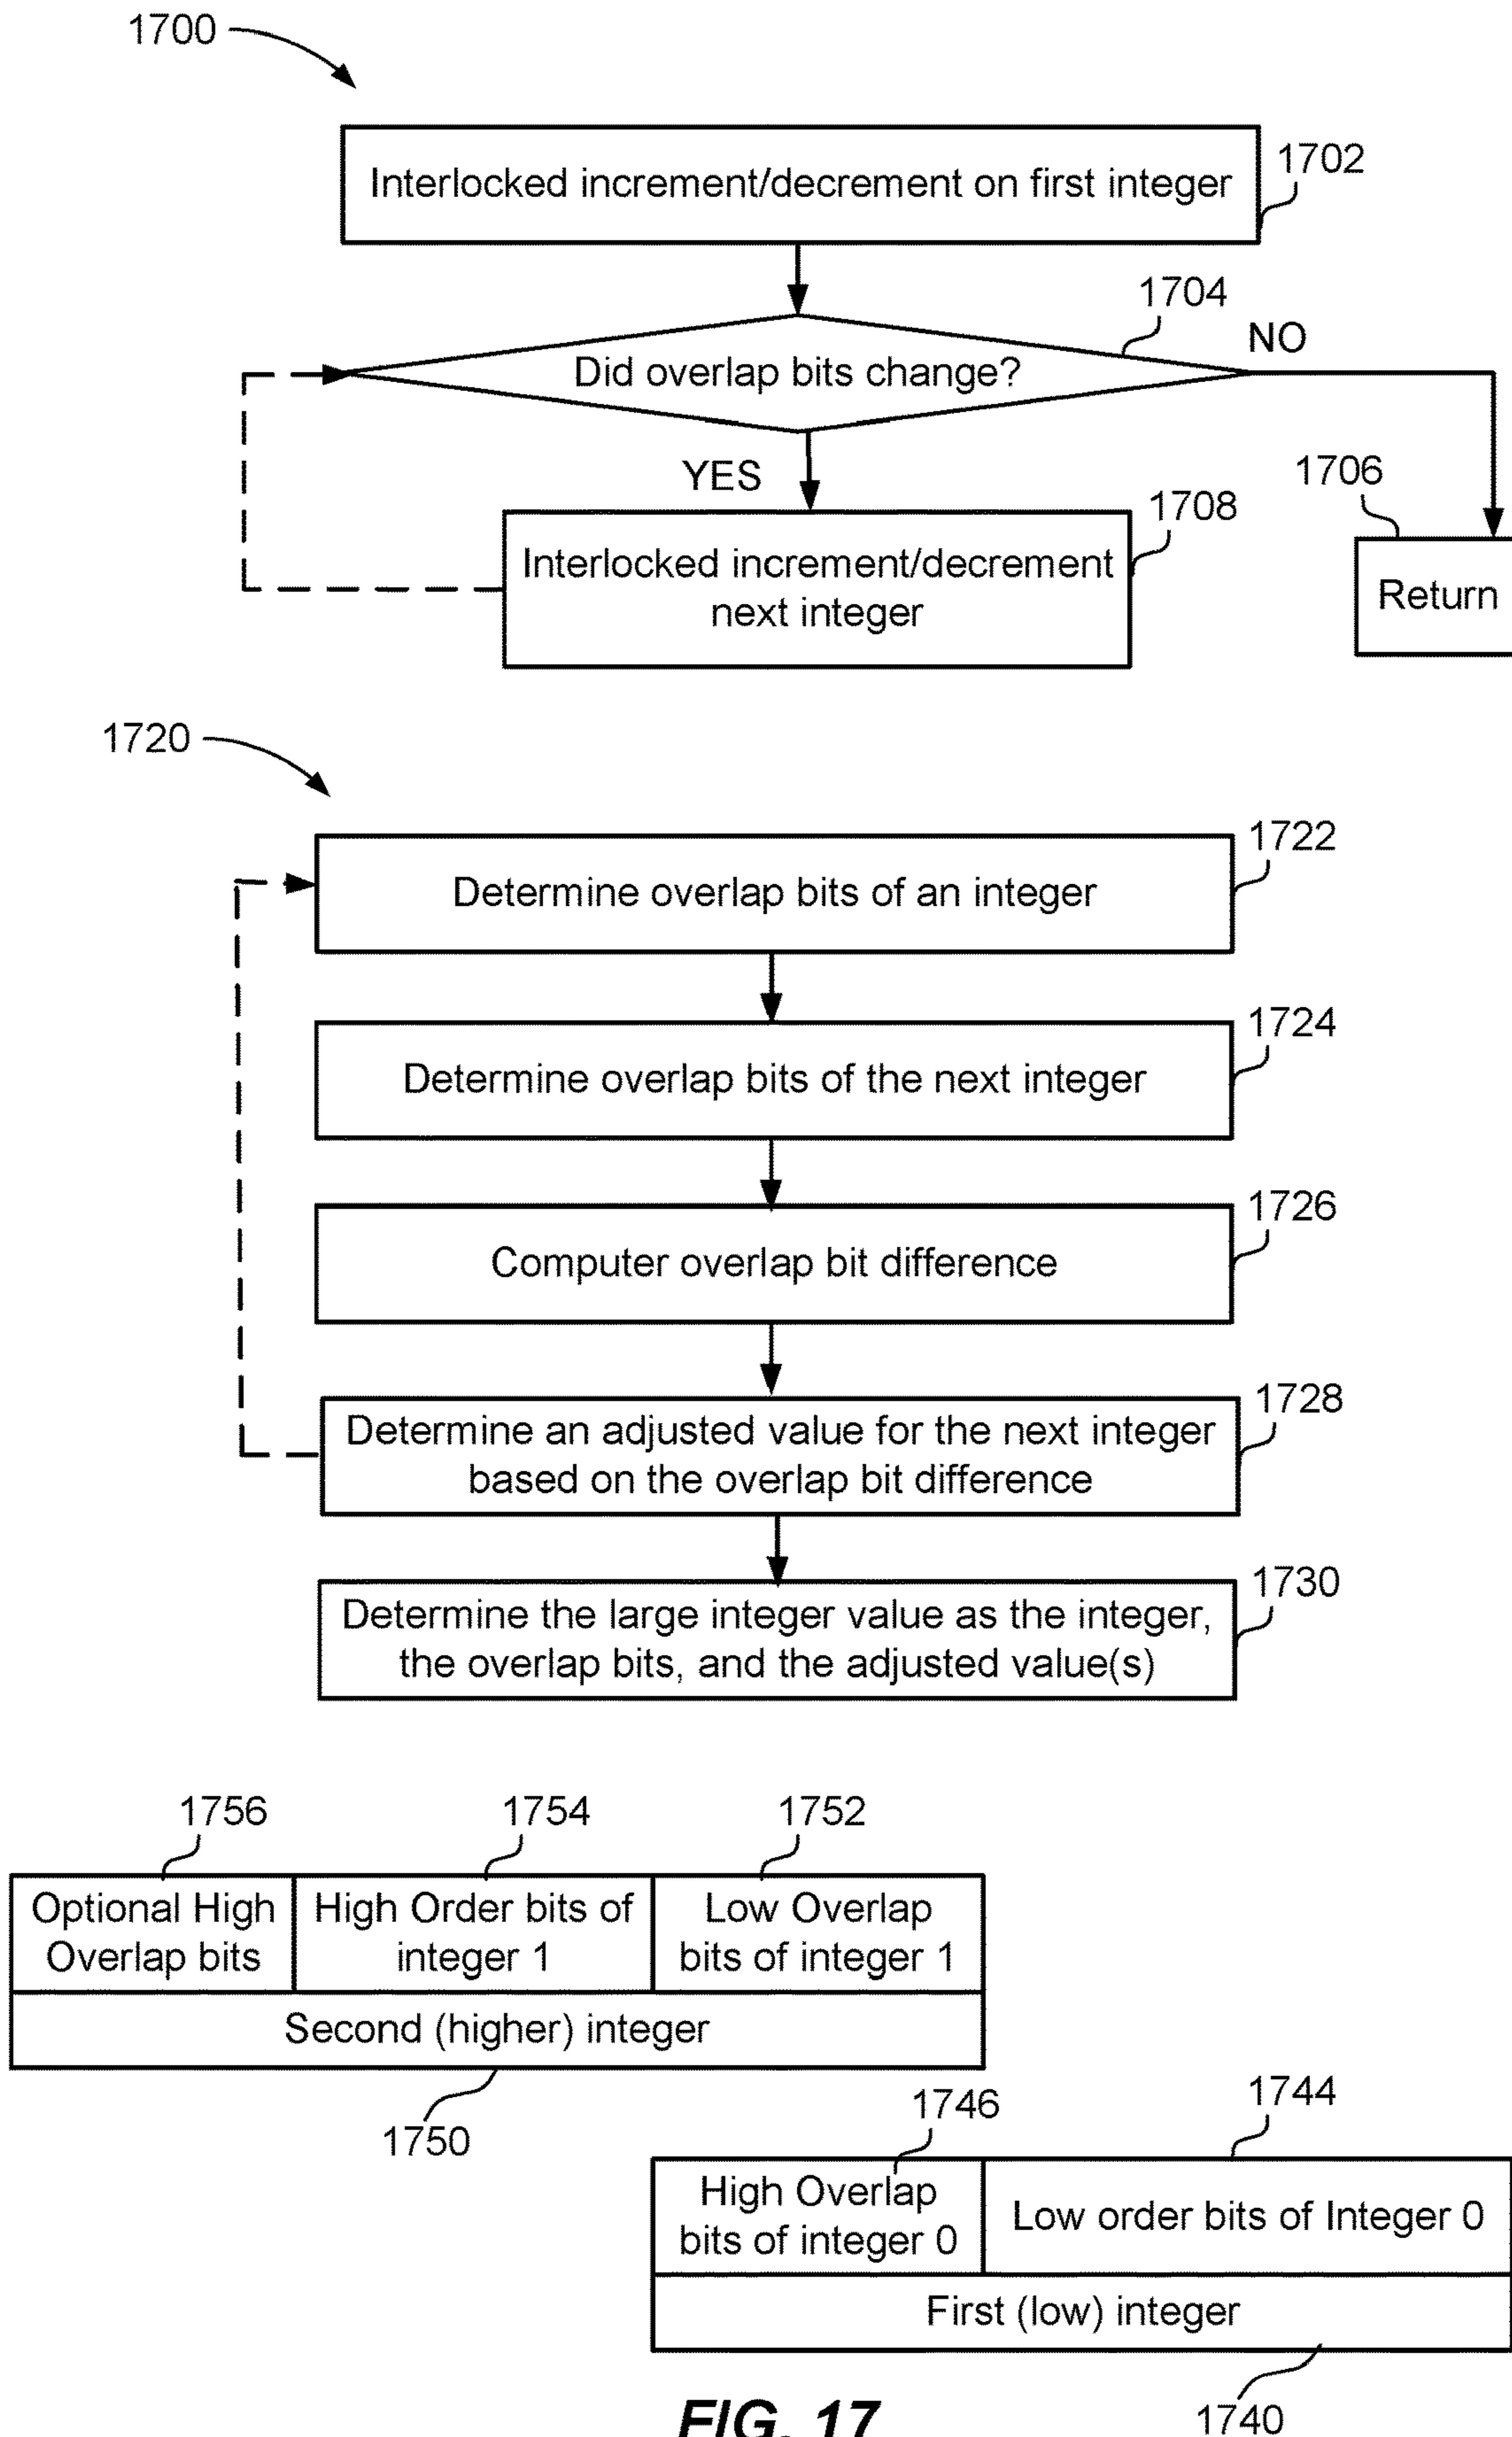 1700
Interlocked increment/decrement on first integer
1702
1704
Did overlap bits change?
NO
YES
1706
1708
Interlocked increment/decrement
next integer
Return
1720
1722
Determine overlap bits of an integer
1724
Determine overlap bits of the next integer
1726
Computer overlap bit difference
1728
Determine an adjusted value for the next integer
based on the overlap bit difference
1730
Determine the large integer value as the integer,
the overlap bits, and the adjusted value(s)
1756
1754
1752
Optional High
Overlap bits
High Order bits of
integer 1
Low Overlap
bits of integer 1
Second (higher) integer
1750
1746
1744
High Overlap
bits of integer 0
Low order bits of Integer 0
First (low) integer
1740
FIG. 17